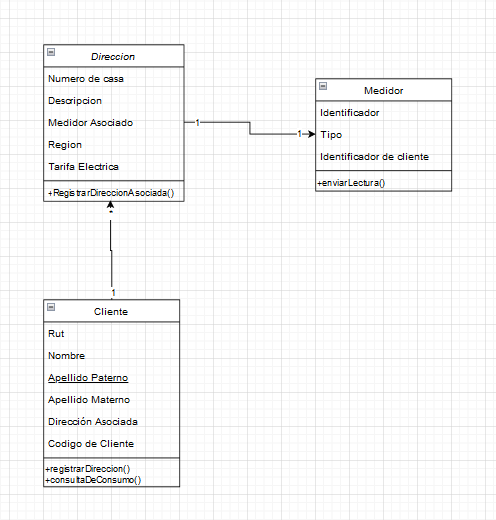 Direccion
Numero de casa
Descripcion
Medidor Asociado
Region
Tarifa Electrica
+RegistrarDireccionAsociada()
1
1
Medidor
Identificador
Tipo
Identificador de cliente
+enviarLectura()
*
1
Cliente
Rut
Nombre
Apellido Paterno
Apellido Materno
Dirección Asociada
Codigo de Cliente
+registrarDireccion()
+consultaDeConsumo()